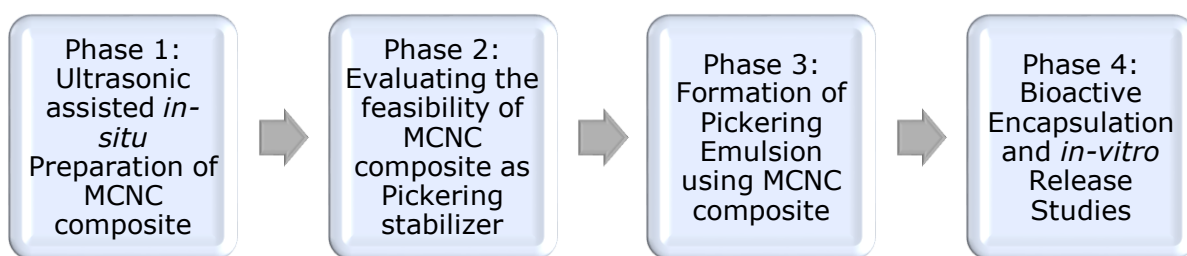 Phase 1:
Ultrasonic
assisted in-
situ
Preparation of
MCNC
composite
Phase 2:
Evaluating the
feasibility of
MCNC
composite as
Pickering
stabilizer
Phase 3:
Formation of
Pickering
Emulsion
using MCNC
composite
Phase 4:
Bioactive
Encapsulation
and in-vitro
Release
Studies